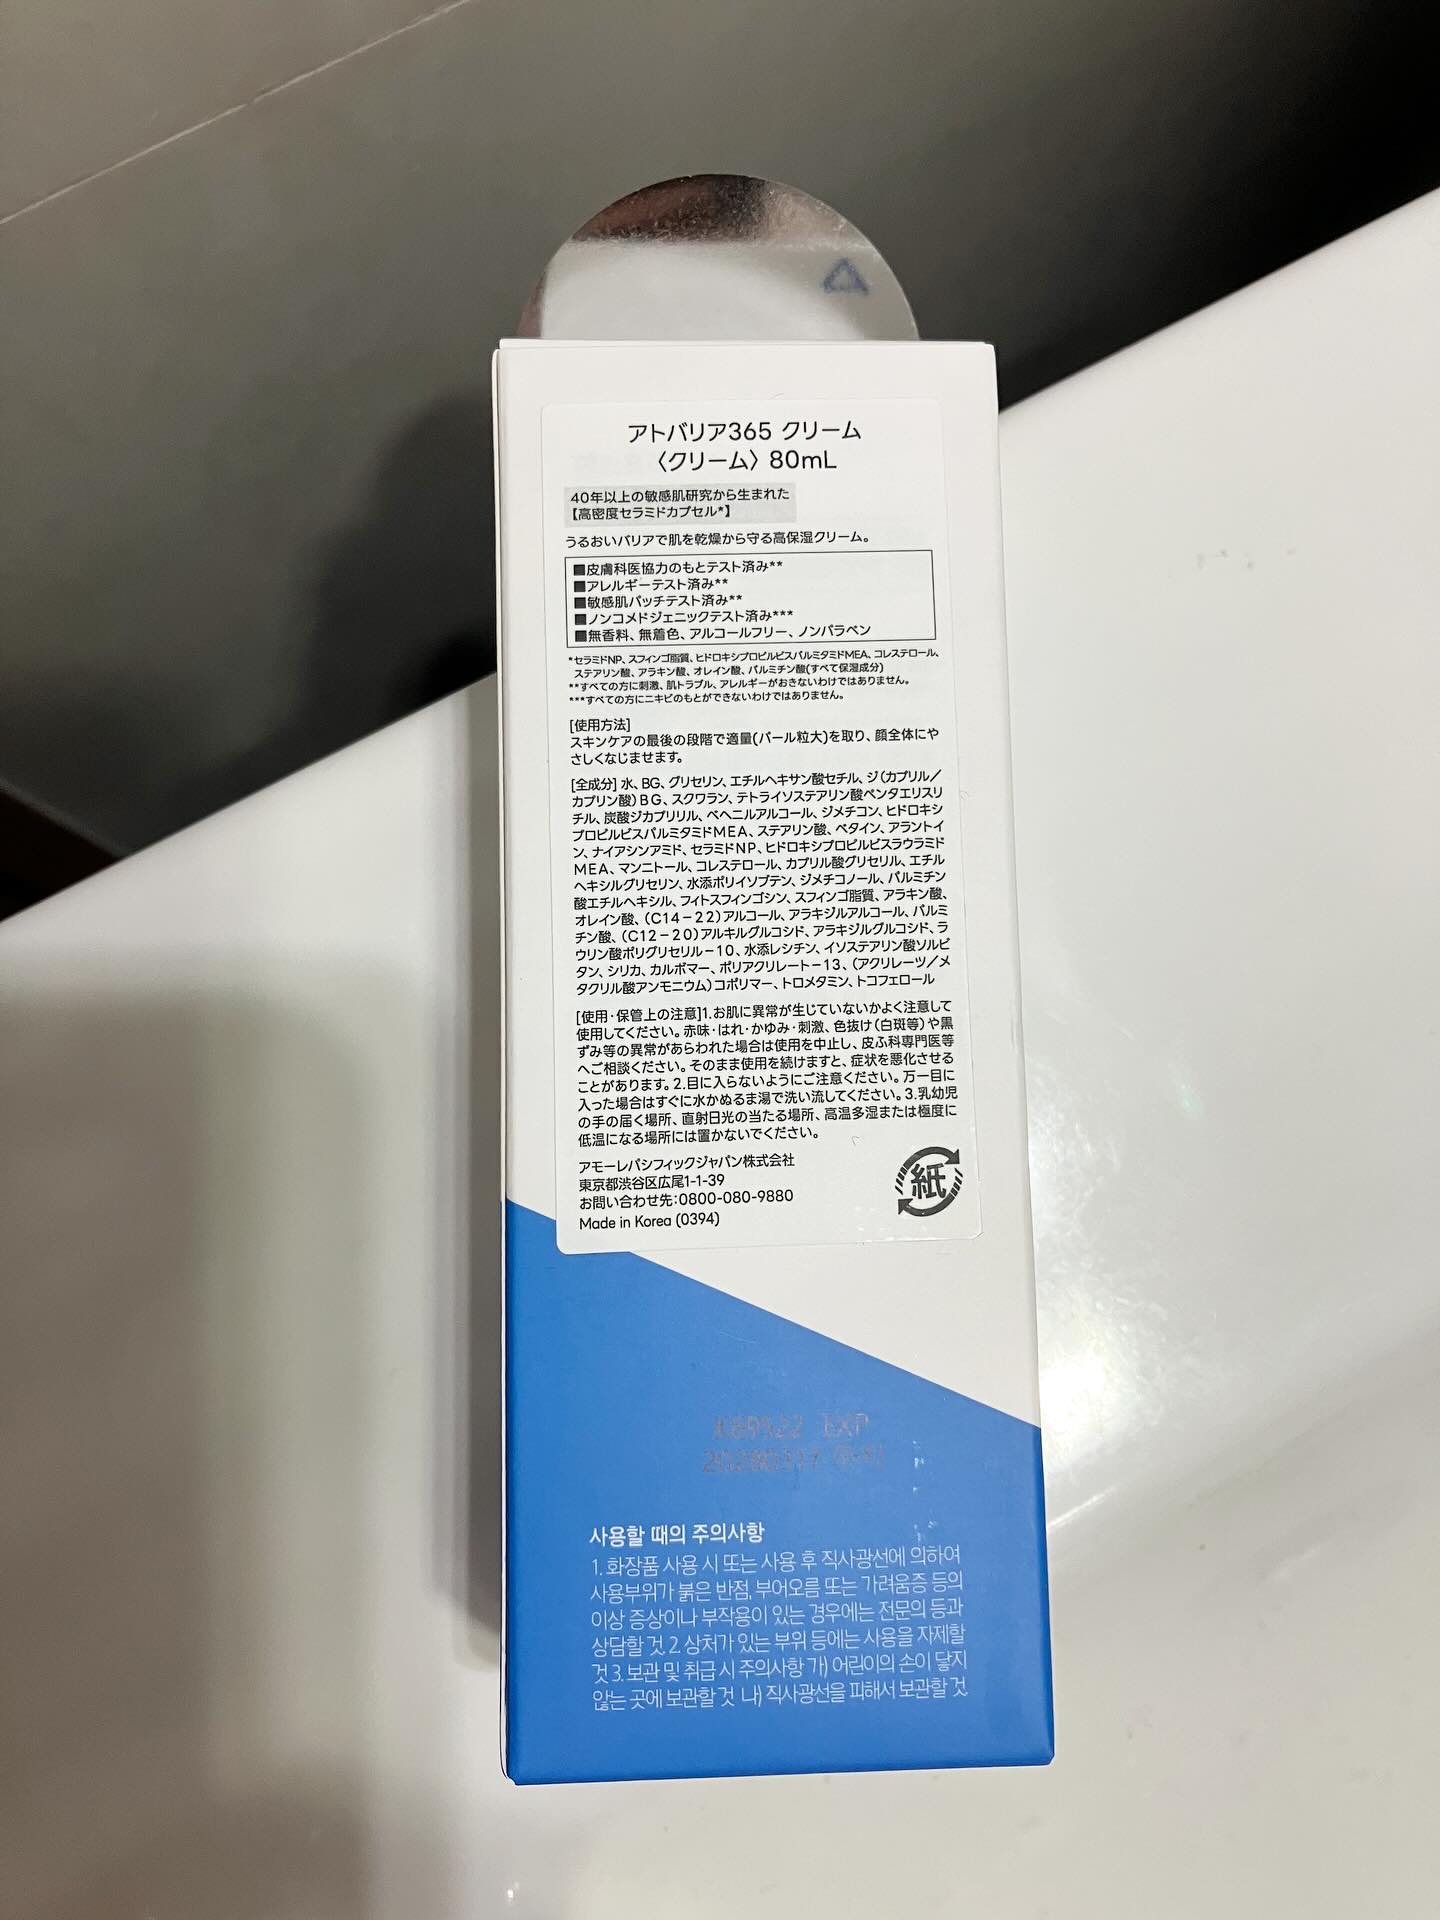 アトバリア365 クリーム
〈クリーム〉80mL
40年以上の敏感肌研究から生まれた
【高密度セラミドカプセル*】
うるおいバリアで肌を乾燥から守る高保湿クリーム。
■皮膚科医協力のもとテスト済み**
■アレルギーテスト済み**
■敏感肌パッチテスト済み**
■ノンコメドジェニックテスト済み***
■無香料、無着色、アルコールフリー、ノンパラベン
*セラミドNP、スフィンゴ脂質、ヒドロキシプロピルビスパルミタミドMEA、コレステロール、
ステアリン酸、アラキン酸、オレイン酸、パルミチン酸(すべて保湿成分)
**すべての方に刺激、肌トラブル、アレルギーがおきないわけではありません。
***すべての方にニキビのもとができないわけではありません。
[使用方法]
スキンケアの最後の段階で適量(パール粒大)を取り、顔全体にや
さしくなじませます。
[全成分] 水、BG、グリセリン、エチルヘキサン酸セチル、ジ(カプリル/
カプリン酸)BG、スクワラン、テトライソステアリン酸ペンタエリスリ
チル、炭酸ジカプリリル、ベヘニルアルコール、ジメチコン、ヒドロキシ
プロピルビスパルミタミドMEA、ステアリン酸、ベタイン、アラントイ
ン、ナイアシンアミド、セラミドNP、ヒドロキシプロピルビスラウラミド
MEA、マンニトール、コレステロール、カプリル酸グリセリル、エチル
ヘキシルグリセリン、水添ポリイソブテン、ジメチコノール、パルミチン
酸エチルヘキシル、フィトスフィンゴシン、スフィンゴ脂質、アラキン酸、
オレイン酸、(C14-22)アルコール、アラキジルアルコール、パルミ
チン酸、(C12-20)アルキルグルコシド、アラキジルグルコシド、ラ
ウリン酸ポリグリセリル-10、水添レシチン、イソステアリン酸ソルビ
タン、シリカ、カルボマー、ポリアクリレート-13、(アクリレーツ/メ
タクリル酸アンモニウム)コポリマー、トロメタミン、トコフェロール
[使用・保管上の注意]1.お肌に異常が生じていないかよく注意して
使用してください。赤味・はれ・かゆみ・刺激、色抜け(白斑等)や黒
ずみ等の異常があらわれた場合は使用を中止し、皮ふ科専門医等
へご相談ください。そのまま使用を続けますと、症状を悪化させる
ことがあります。2.目に入らないようにご注意ください。万一目に
入った場合はすぐに水かぬるま湯で洗い流してください。3.乳幼児
の手の届く場所、直射日光の当たる場所、高温多湿または極度に
低温になる場所には置かないでください。
アモーレパシフィックジャパン株式会社
東京都渋谷区広尾1-1-39
お問い合わせ先:0800-080-9880
Made in Korea (0394)
紙
EXP
사용할 때의 주의사항
1. 화장품 사용 시 또는 사용 후 직사광선에 의하여
사용부위가 붉은 반점, 부어오름 또는 가려움증 등의
이상 증상이나 부작용이 있는 경우에는 전문의 등과
상담할 것 2. 상처가 있는 부위 등에는 사용을 자제할
것 3. 보관 및 취급 시 주의사항 가) 어린이의 손이 닿지
않는 곳에 보관할 것 나) 직사광선을 피해서 보관할 것